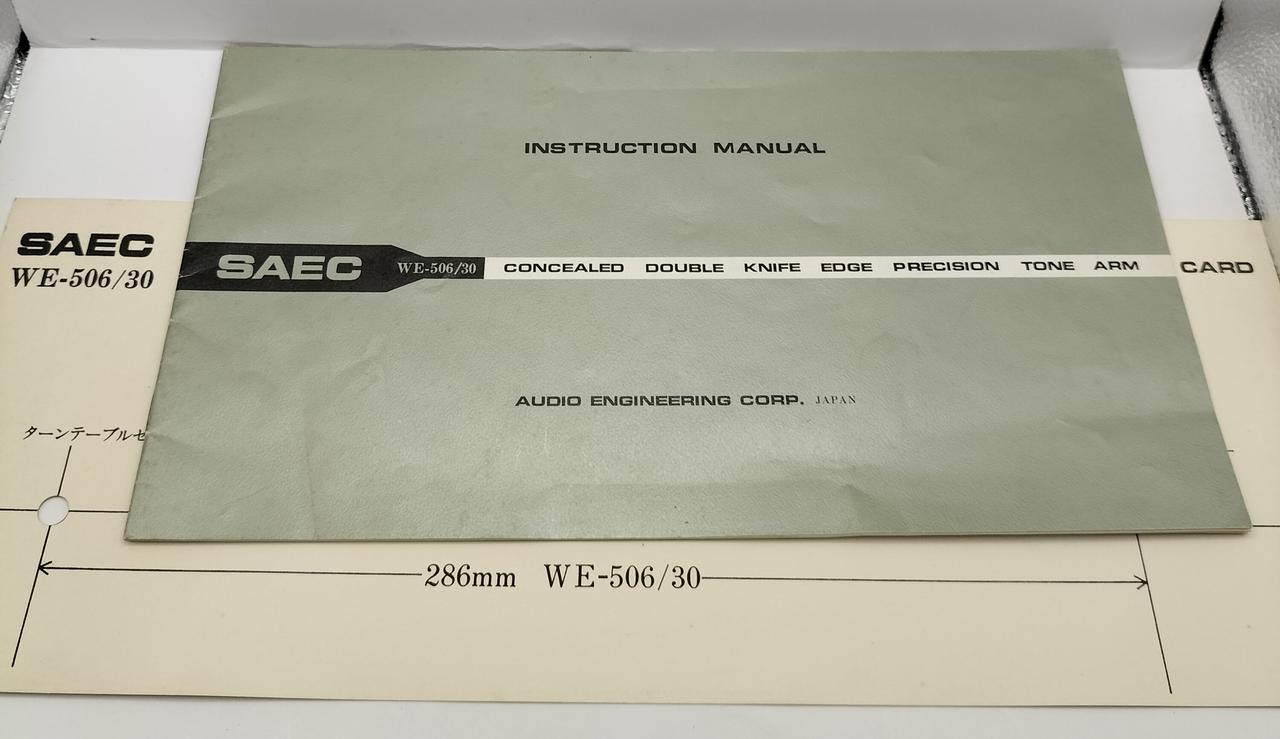 INSTRUCTION MANUAL
SAEC WE-506/30 CONCEALED DOUBLE KNIFE EDGE PRECISION TONE ARM
AUDIO ENGINEERING CORP. JAPAN
SAEC
WE-506/30
CARD
ターンテーブルセ
286mm WE-506/30